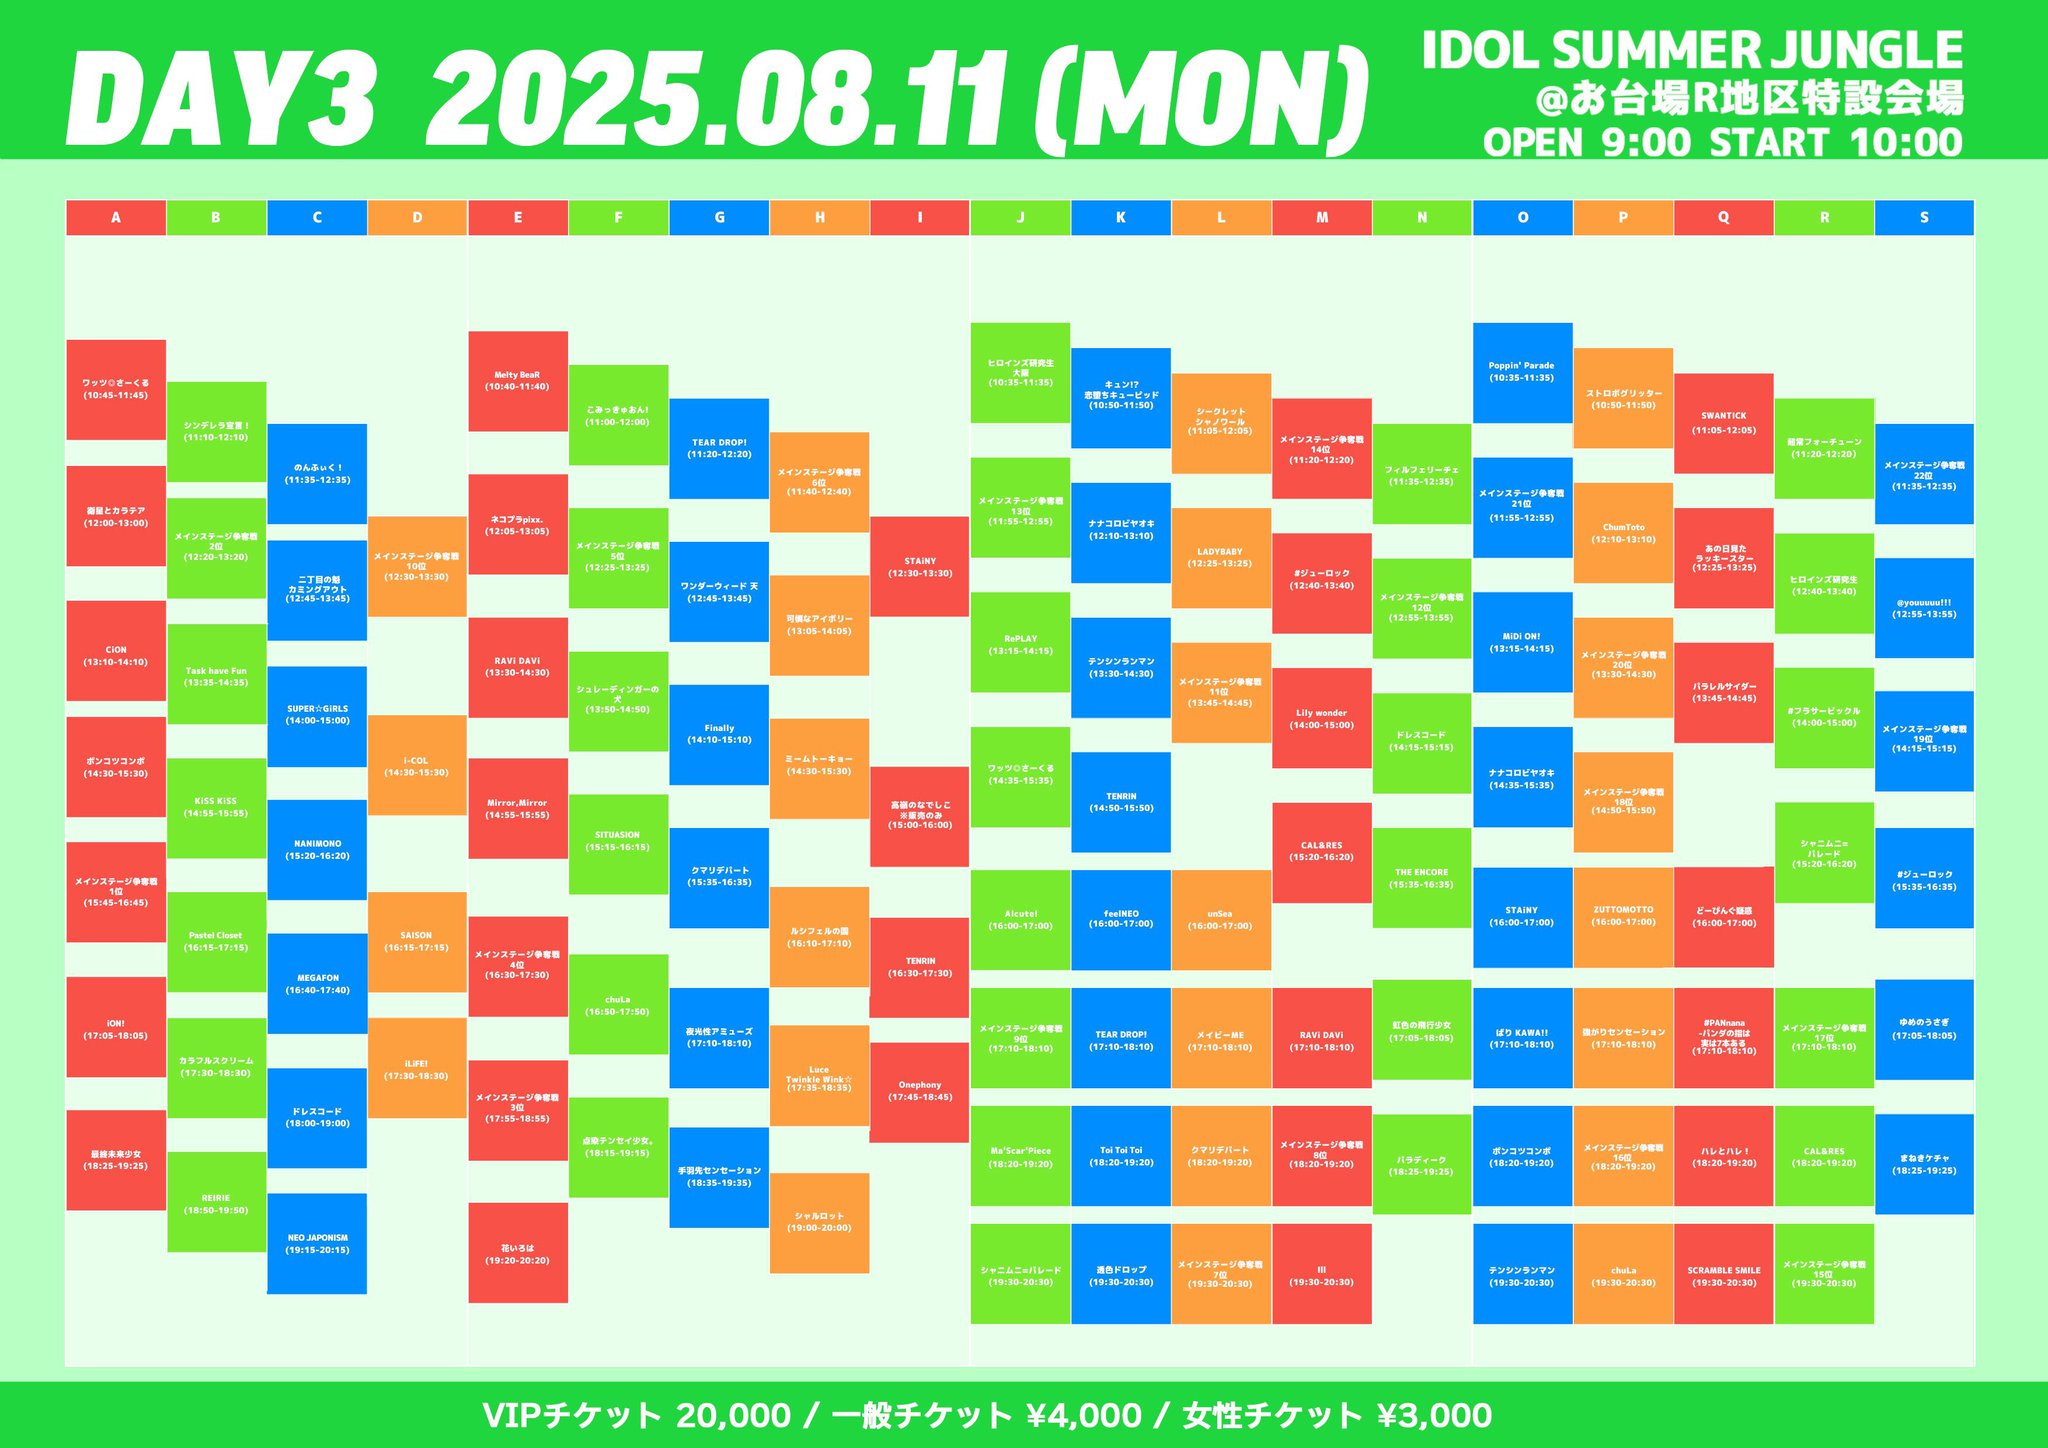 DAY3 2025.08.11(MON)
IDOL SUMMER JUNGLE
@お台場R地区特設会場
OPEN 9:00 START 10:00
A
B
C
D
E
F
G
H
I
J
K
L
M
N
O
P
Q
R
S
ワッツ◎さーくる
(10:45-11:45)
衛星とカラテア
(12:00-13:00)
CiON
(13:10-14:10)
ポンコツコンポ
(14:30-15:30)
メインステージ争奪戦
1位
(15:45-16:45)
iON!
(17:05-18:05)
最終未来少女
(18:25-19:25)
シンデレラ宣言！
(11:10-12:10)
メインステージ争奪戦
2位
(12:20-13:20)
Task have Fun
(13:35-14:35)
KiSS KiSS
(14:55-15:55)
Pastel Closet
(16:15-17:15)
カラフルスクリーム
(17:30-18:30)
REIRIE
(18:50-19:50)
のんふぃく！
(11:35-12:35)
二丁目の魁
カミングアウト
(12:45-13:45)
SUPER☆GiRLS
(14:00-15:00)
NANIMONO
(15:20-16:20)
MEGAFON
(16:40-17:40)
ドレスコード
(18:00-19:00)
NEO JAPONISM
(19:15-20:15)
メインステージ争奪戦
10位
(12:30-13:30)
i-COL
(14:30-15:30)
SAISON
(16:15-17:15)
iLiFE!
(17:30-18:30)
Melty BeaR
(10:40-11:40)
ネコプラpixx.
(12:05-13:05)
RAVi DAVi
(13:30-14:30)
Mirror,Mirror
(14:55-15:55)
メインステージ争奪戦
4位
(16:30-17:30)
メインステージ争奪戦
3位
(17:55-18:55)
花いろは
(19:20-20:20)
こみっきゅおん!
(11:00-12:00)
メインステージ争奪戦
5位
(12:25-13:25)
シュレーディンガーの
犬
(13:50-14:50)
SITUASION
(15:15-16:15)
chuLa
(16:50-17:50)
点染テンセイ少女。
(18:15-19:15)
TEAR DROP!
(11:20-12:20)
ワンダーウィード 天
(12:45-13:45)
Finally
(14:10-15:10)
クマリデパート
(15:35-16:35)
夜光性アミューズ
(17:10-18:10)
手羽先センセーション
(18:35-19:35)
メインステージ争奪戦
6位
(11:40-12:40)
可憐なアイボリー
(13:05-14:05)
ミームトーキョー
(14:30-15:30)
ルシフェルの園
(16:10-17:10)
Luce
Twinkle Wink☆
(17:35-18:35)
シャルロット
(19:00-20:00)
STAiNY
(12:30-13:30)
高嶺のなでしこ
※販売のみ
(15:00-16:00)
TENRIN
(16:30-17:30)
Onephony
(17:45-18:45)
ヒロインズ研究生
大阪
(10:35-11:35)
メインステージ争奪戦
13位
(11:55-12:55)
RePLAY
(13:15-14:15)
ワッツ◎さーくる
(14:35-15:35)
Alcutel
(16:00-17:00)
メインステージ争奪戦
9位
(17:10-18:10)
Ma'Scar'Piece
(18:20-19:20)
シャニムニ=パレード
(19:30-20:30)
キュン!?
恋堕ちキューピッド
(10:50-11:50)
ナナコロビヤオキ
(12:10-13:10)
テンシンランマン
(13:30-14:30)
TENRIN
(14:50-15:50)
feelNEO
(16:00-17:00)
TEAR DROP!
(17:10-18:10)
Toi Toi Toi
(18:20-19:20)
透色ドロップ
(19:30-20:30)
シークレット
シャノワール
(11:05-12:05)
LADYBABY
(12:25-13:25)
メインステージ争奪戦
11位
(13:45-14:45)
unSea
(16:00-17:00)
メイビーME
(17:10-18:10)
クマリデパート
(18:20-19:20)
メインステージ争奪戦
7位
(19:30-20:30)
メインステージ争奪戦
14位
(11:20-12:20)
#ジューロック
(12:40-13:40)
Lily wonder
(14:00-15:00)
CAL&RES
(15:20-16:20)
RAVi DAVi
(17:10-18:10)
メインステージ争奪戦
8位
(18:20-19:20)
III
(19:30-20:30)
フィルフェリーチェ
(11:35-12:35)
メインステージ争奪戦
12位
(12:55-13:55)
ドレスコード
(14:15-15:15)
THE ENCORE
(15:35-16:35)
虹色の飛行少女
(17:05-18:05)
パラディーク
(18:25-19:25)
Poppin' Parade
(10:35-11:35)
メインステージ争奪戦
21位
(11:55-12:55)
MiDi ON!
(13:15-14:15)
ナナコロビヤオキ
(14:35-15:35)
STAiNY
(16:00-17:00)
ぱり KAWA!!
(17:10-18:10)
ポンコツコンポ
(18:20-19:20)
テンシンランマン
(19:30-20:30)
ストロボグリッター
(10:50-11:50)
ChumToto
(12:10-13:10)
メインステージ争奪戦
20位
(13:30-14:30)
メインステージ争奪戦
18位
(14:50-15:50)
ZUTTOMOTTO
(16:00-17:00)
強がりセンセーション
(17:10-18:10)
メインステージ争奪戦
16位
(18:20-19:20)
chuLa
(19:30-20:30)
SWANTICK
(11:05-12:05)
あの日見た
ラッキースター
(12:25-13:25)
パラレルサイダー
(13:45-14:45)
どーぴんぐ疑惑
(16:00-17:00)
#PANnana
-パンダの指は
実は7本ある
(17:10-18:10)
ハレとハレ！
(18:20-19:20)
SCRAMBLE SMILE
(19:30-20:30)
超常フォーチューン
(11:20-12:20)
ヒロインズ研究生
(12:40-13:40)
#フラサービックル
(14:00-15:00)
シャニムニ=
パレード
(15:20-16:20)
メインステージ争奪戦
17位
(17:10-18:10)
CAL&RES
(18:20-19:20)
メインステージ争奪戦
15位
(19:30-20:30)
メインステージ争奪戦
22位
(11:35-12:35)
@youuuuu!!!
(12:55-13:55)
メインステージ争奪戦
19位
(14:15-15:15)
#ジューロック
(15:35-16:35)
ゆめのうさぎ
(17:05-18:05)
まねきケチャ
(18:25-19:25)
VIPチケット 20,000 / 一般チケット ¥4,000 / 女性チケット ¥3,000